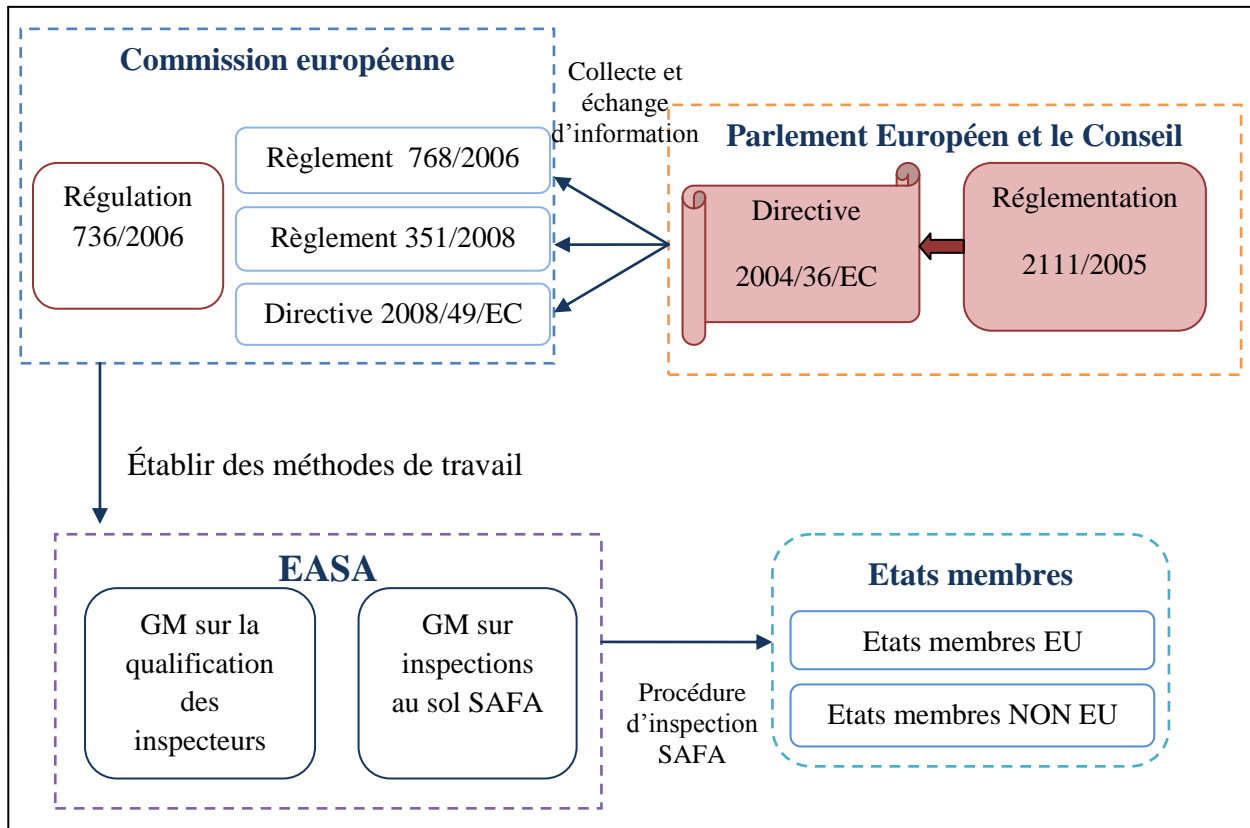 Commission européenne
Régulation
736/2006
Règlement 768/2006
Règlement 351/2008
Directive 2008/49/EC
Collecte et
échange
d’information
Parlement Européen et le Conseil
Directive
2004/36/EC
Réglementation
2111/2005
Établir des méthodes de travail
EASA
GM sur la
qualification
des
inspecteurs
GM sur
inspections
au sol SAFA
Procédure
d’inspection
SAFA
Etats membres
Etats membres EU
Etats membres NON EU